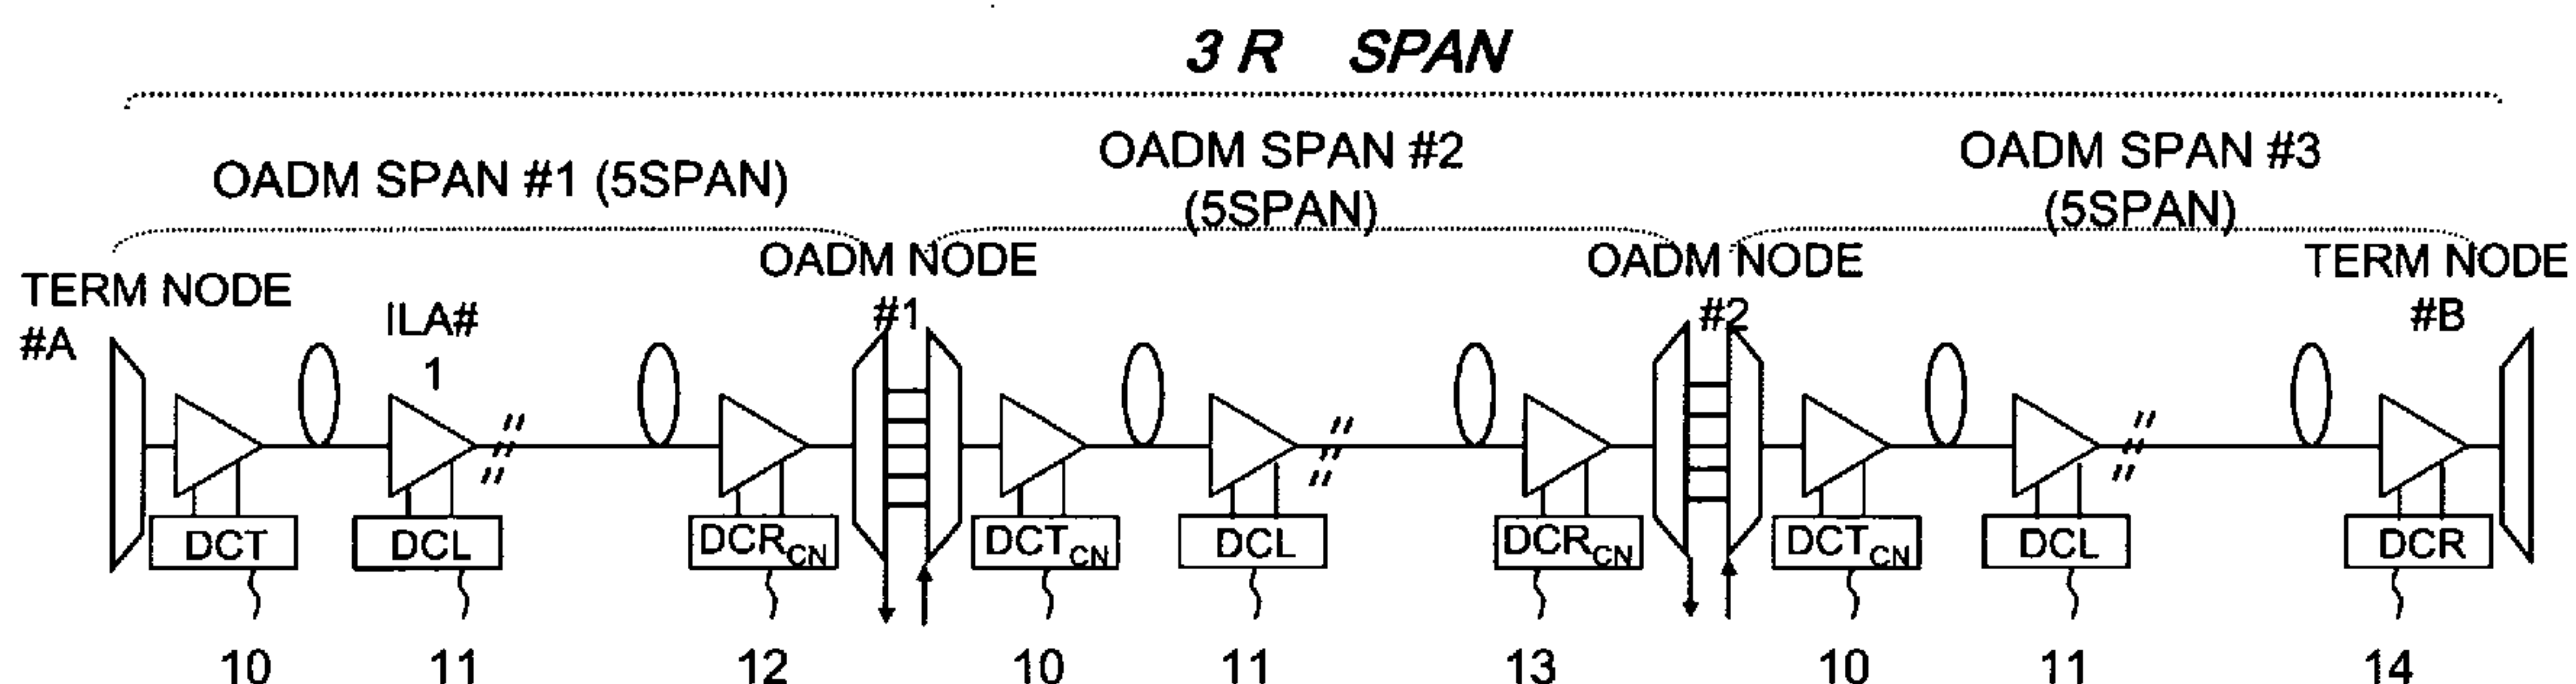 3R SPAN
OADM SPAN #1 (5SPAN)
OADM SPAN #2
(5SPAN)
OADM SPAN #3
(5SPAN)
TERM NODE
#A
ILA#
1
OADM NODE
#1
OADM NODE
#2
TERM NODE
#B
DCT
DCL
DCRCN
DCTCN
DCL
DCRCN
DCTCN
DCL
DCR
10
11
12
10
11
13
10
11
14